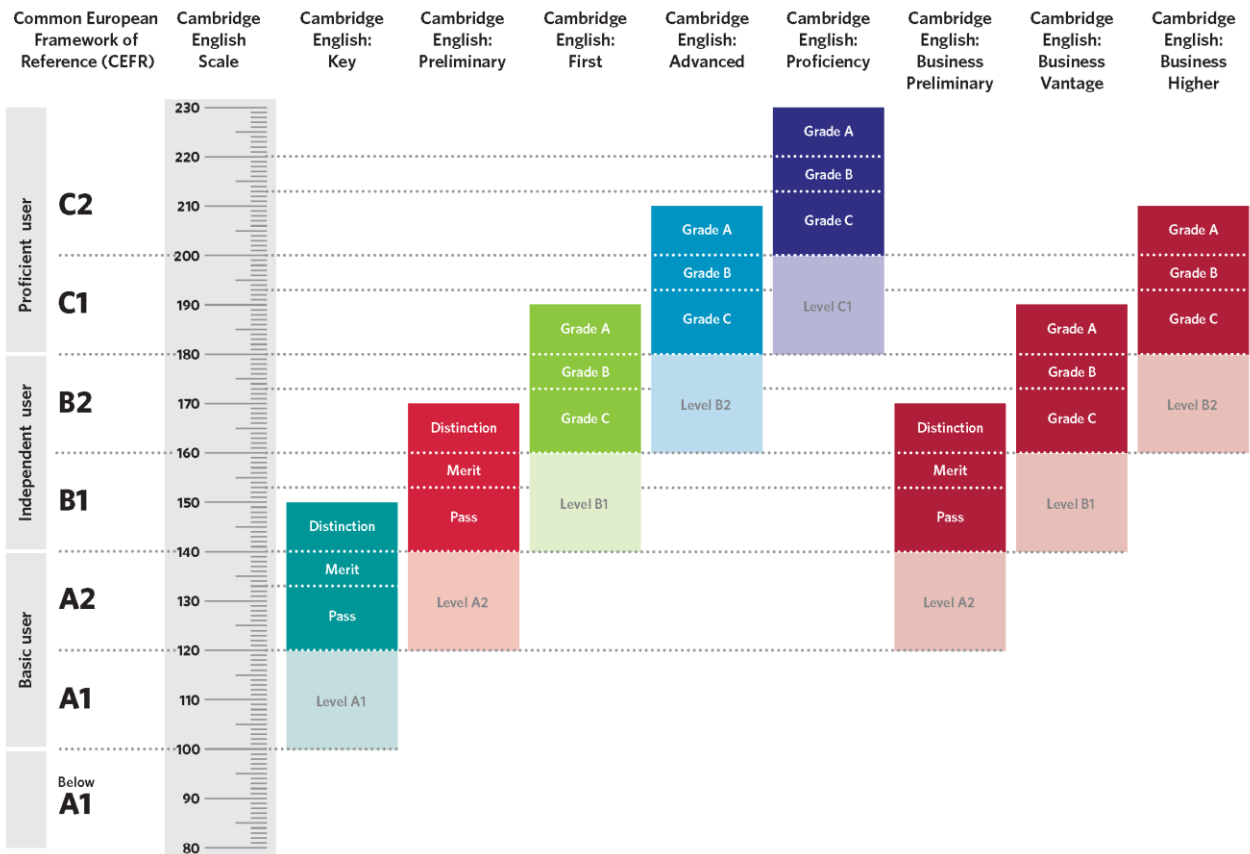 Common European
Framework of
Reference (CEFR)
Cambridge
English
Scale
Cambridge
English:
Key
Cambridge
English:
Preliminary
Cambridge
English:
First
Cambridge
English:
Advanced
Cambridge
English:
Proficiency
Cambridge
English:
Business
Preliminary
Cambridge
English:
Business
Vantage
Cambridge
English:
Business
Higher
Proficient user
Independent user
Basic user
C2
C1
B2
B1
A2
A1
Below
A1
230
220
210
200
190
180
170
160
150
140
130
120
110
100
90
80
Distinction
Merit
Pass
Level A1
Distinction
Merit
Pass
Level A2
Grade A
Grade B
Grade C
Level B1
Grade A
Grade B
Grade C
Level B2
Grade A
Grade B
Grade C
Level C1
Distinction
Merit
Pass
Level A2
Grade A
Grade B
Grade C
Level B1
Grade A
Grade B
Grade C
Level B2